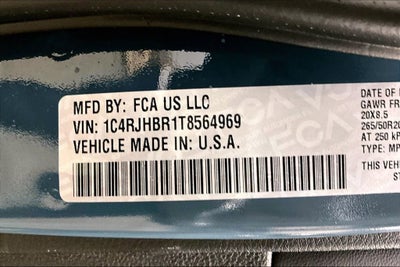 MFD BY: FCA US LLC
VIN: 1C4RJHBR1T8564969
VEHICLE MADE IN: U.S.A.
DATE OF
GAWR FR
20X8.5
265/50R20
AT 250 kP
TYPE: MP
THIS VEHI